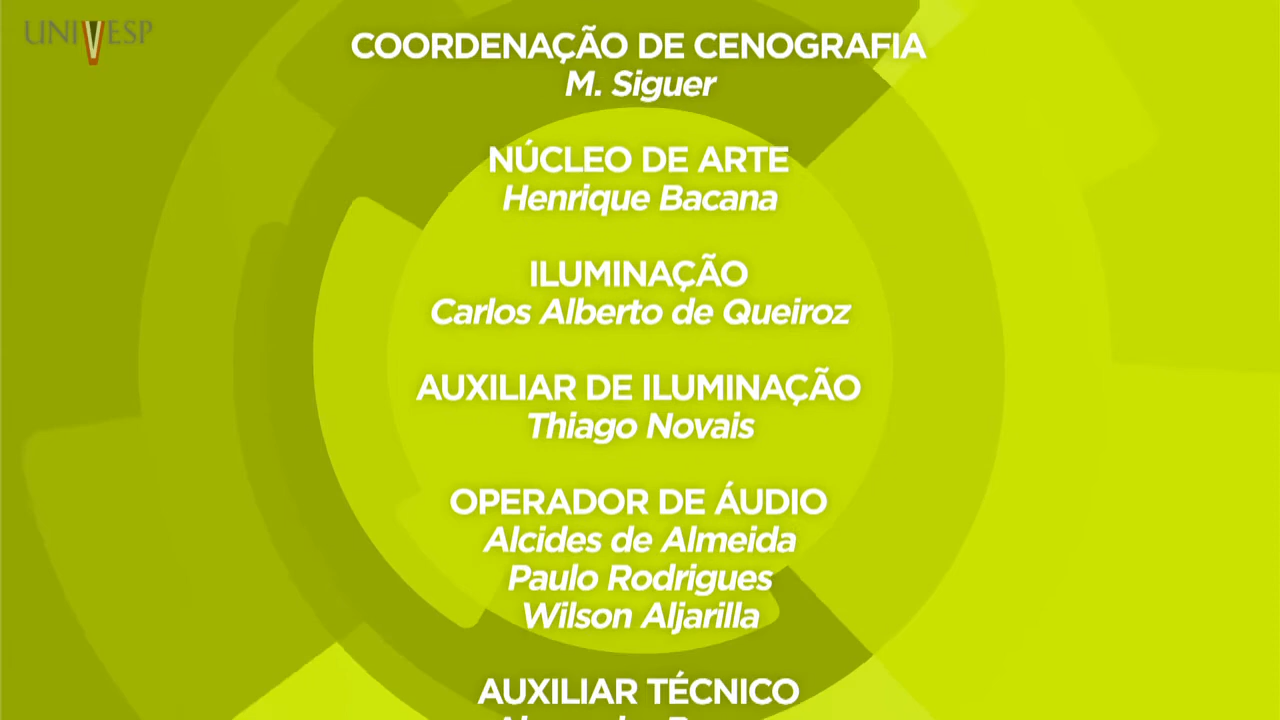 UNIVESP
COORDENAÇÃO DE CENOGRAFIA
M. Siguer
NÚCLEO DE ARTE
Henrique Bacana
ILUMINAÇÃO
Carlos Alberto de Queiroz
AUXILIAR DE ILUMINAÇÃO
Thiago Novais
OPERADOR DE ÁUDIO
Alcides de Almeida
Paulo Rodrigues
Wilson Aljarilla
AUXILIAR TÉCNICO